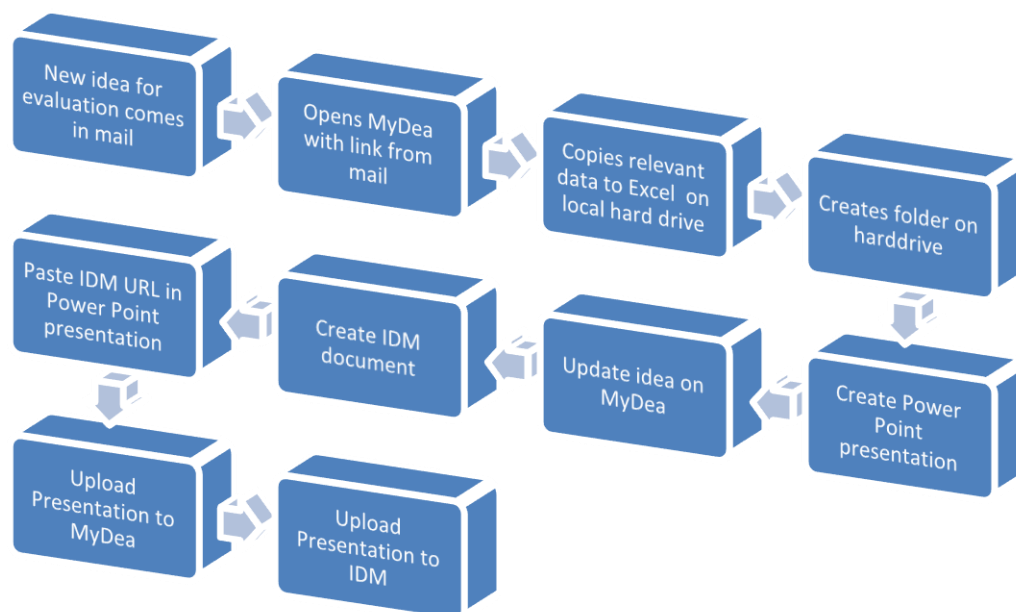 New idea for
evaluation comes
in mail
Opens MyDea
with link from
mail
Copies relevant
data to Excel on
local hard drive
Creates folder on
harddrive
Create Power
Point
presentation
Update idea on
MyDea
Create IDM
document
Paste IDM URL in
Power Point
presentation
Upload
Presentation to
MyDea
Upload
Presentation to
IDM